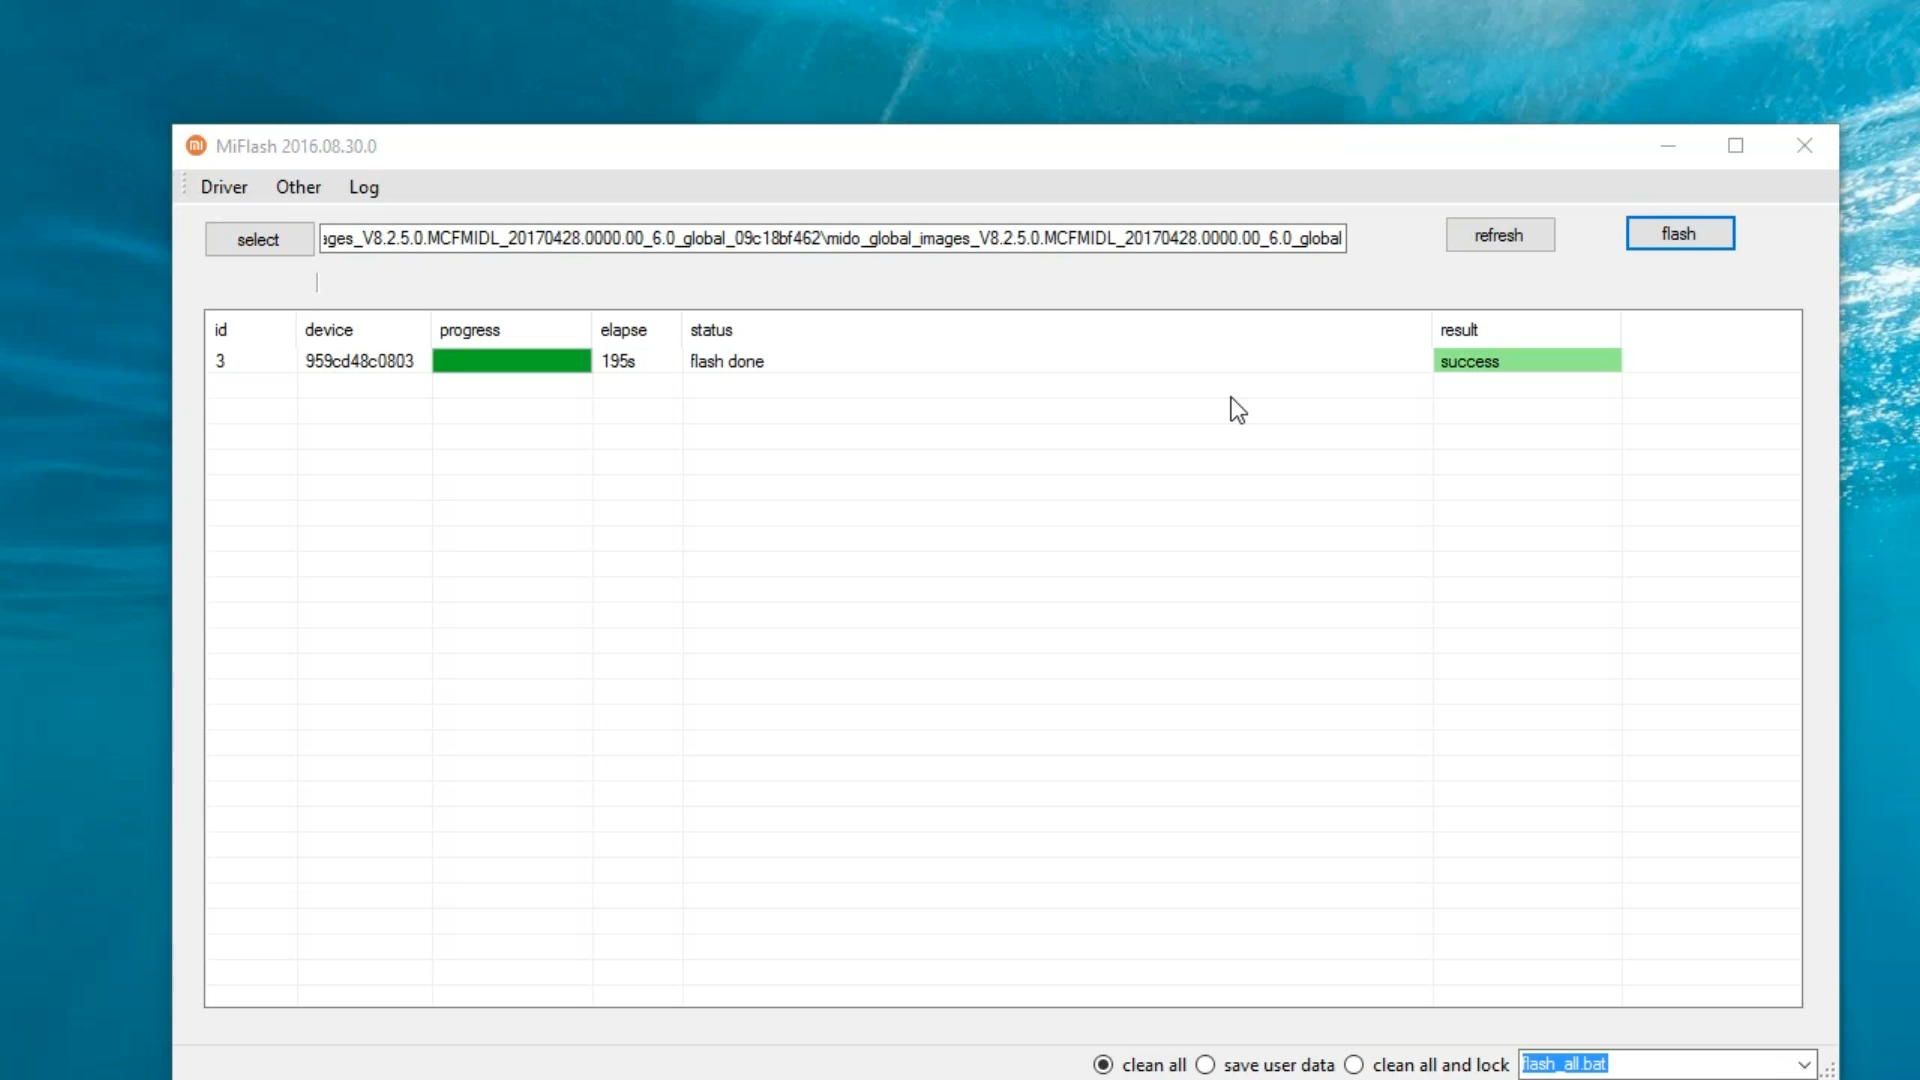 MiFlash 2016.08.30.0
Driver Other Log
select ages_V8.2.5.0.MCFMIDL_20170428.0000.00_6.0_global_09c18bf462\mido_global_images_V8.2.5.0.MCFMIDL_20170428.0000.00_6.0_global refresh flash
id device progress elapse status result
3 959cd48c0803 195s flash done success
clean all save user data clean all and lock flash_all.bat